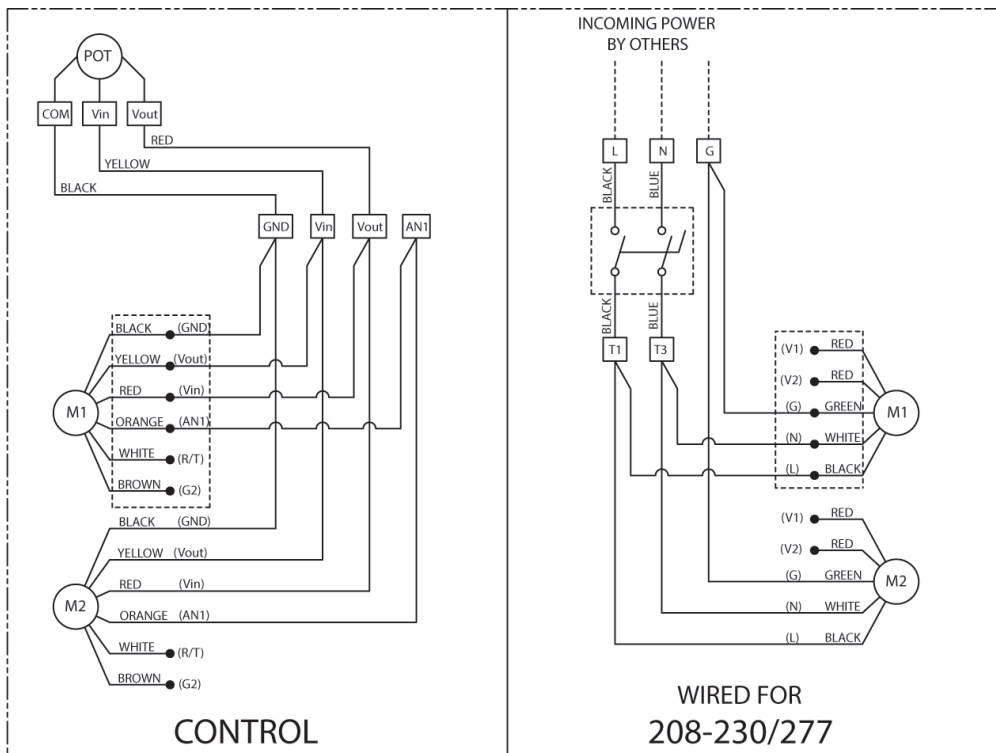 POT
COM Vin Vout
RED
YELLOW
BLACK
GND Vin Vout AN1
BLACK (GND)
YELLOW (Vout)
RED (Vin)
M1
ORANGE (AN1)
WHITE (R/T)
BROWN (G2)
BLACK (GND)
YELLOW (Vout)
RED (Vin)
M2
ORANGE (AN1)
WHITE (R/T)
BROWN (G2)
CONTROL
INCOMING POWER
BY OTHERS
L N G
BLACK BLUE
BLACK BLUE
T1 T3
(V1) RED
(V2) RED
(G) GREEN
M1
(N) WHITE
(L) BLACK
(V1) RED
(V2) RED
(G) GREEN
M2
(N) WHITE
(L) BLACK
WIRED FOR
208-230/277